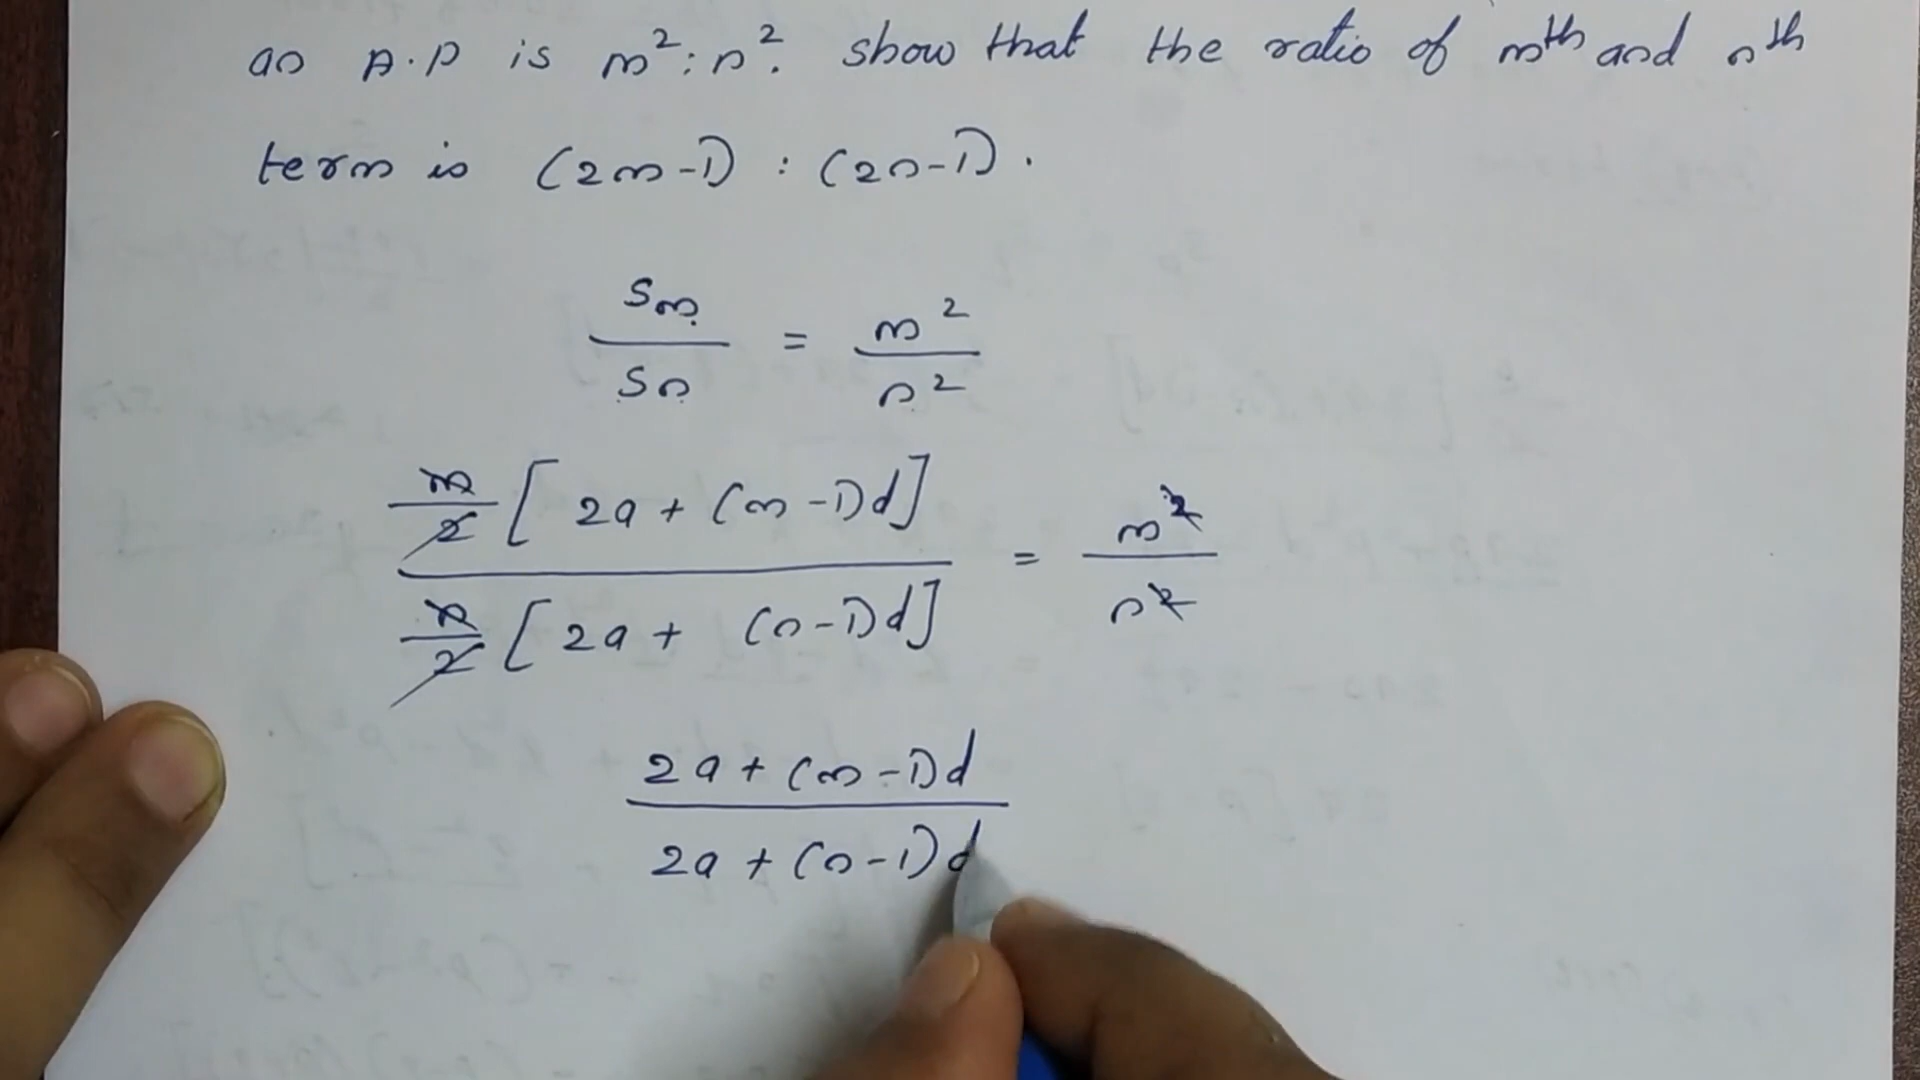 an A.P is m²:n². show that the ratio of mth and nth
term is (2m-1) : (2n-1).
Sm/Sn = m²/n²
m/2 [2a + (m-1)d] / n/2 [2a + (n-1)d] = m²/n²
2a + (m-1)d / 2a + (n-1)d